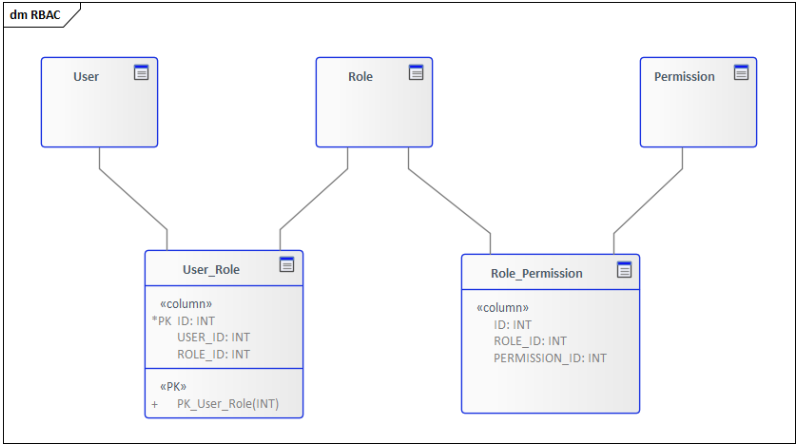 dm RBAC
User
Role
Permission
User_Role
«column»
*PK ID: INT
USER_ID: INT
ROLE_ID: INT
«PK»
+ PK_User_Role(INT)
Role_Permission
«column»
ID: INT
ROLE_ID: INT
PERMISSION_ID: INT